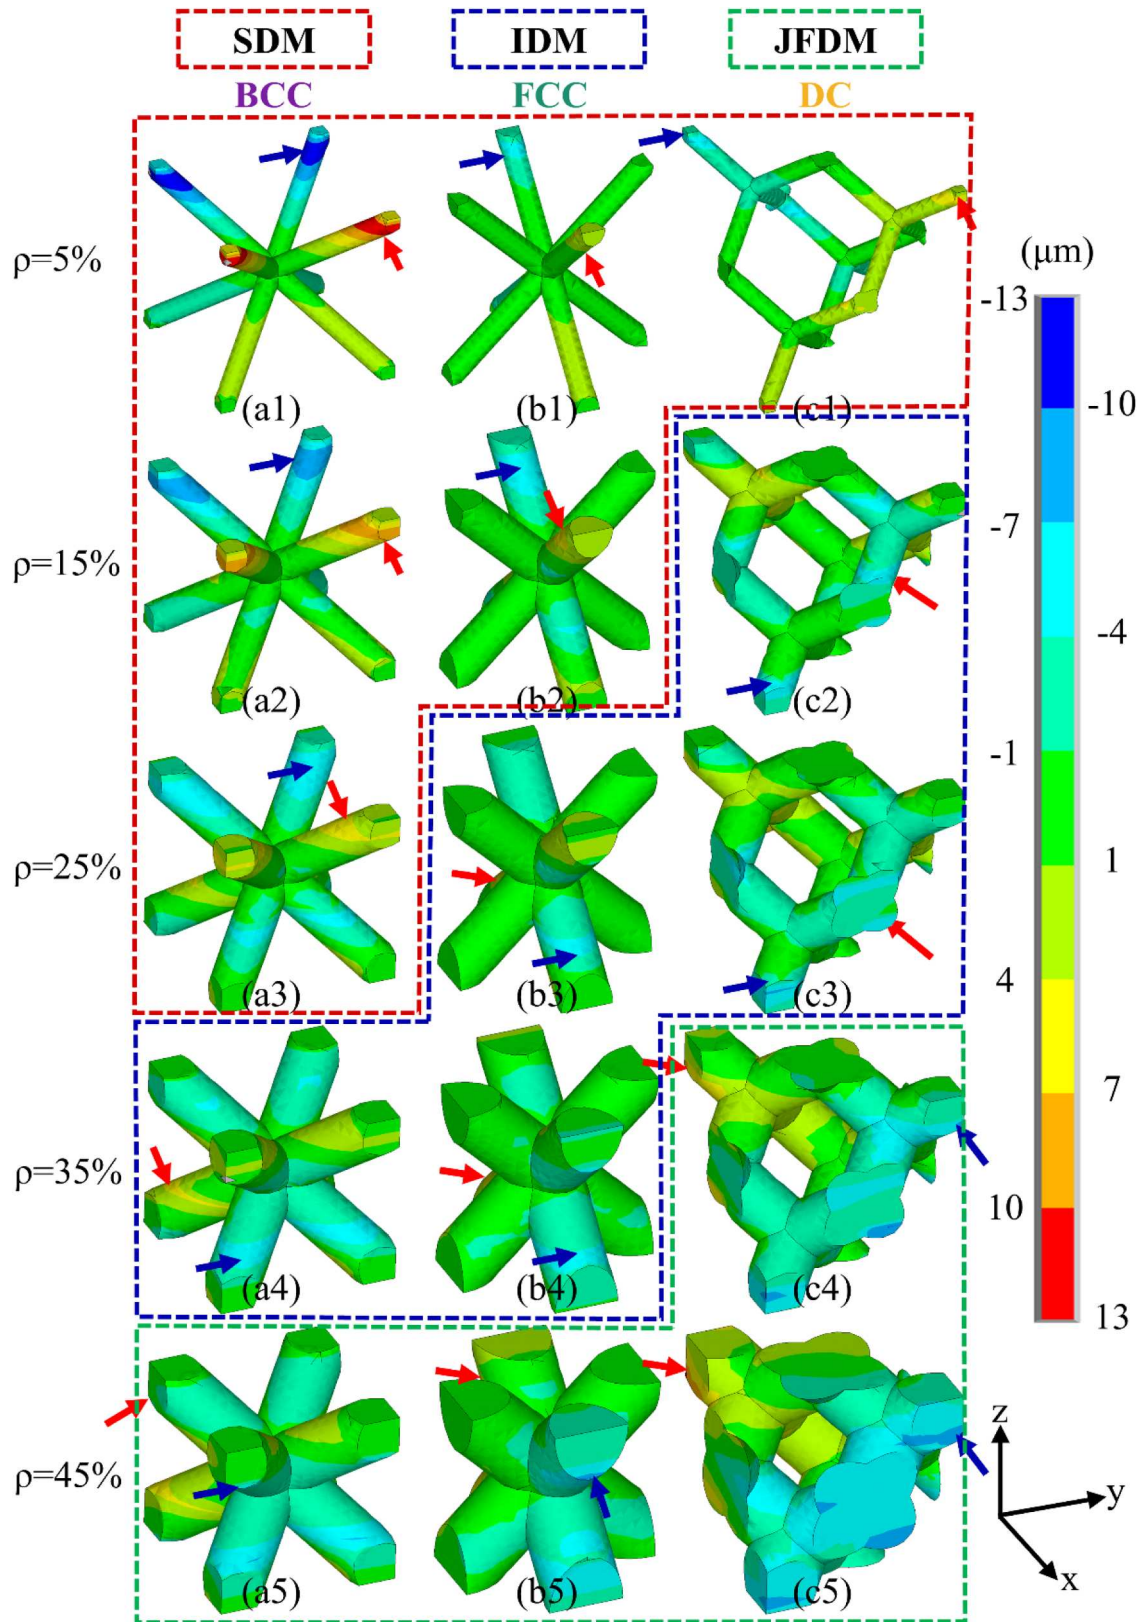 SDM IDM JFDM
BCC FCC DC
ρ=5%
(a1) (b1) (c1)
ρ=15%
(a2) (b2) (c2)
ρ=25%
(a3) (b3) (c3)
ρ=35%
(a4) (b4) (c4)
ρ=45%
(a5) (b5) (c5)
(μm)
-13
-10
-7
-4
-1
1
4
7
10
13
z
y
x